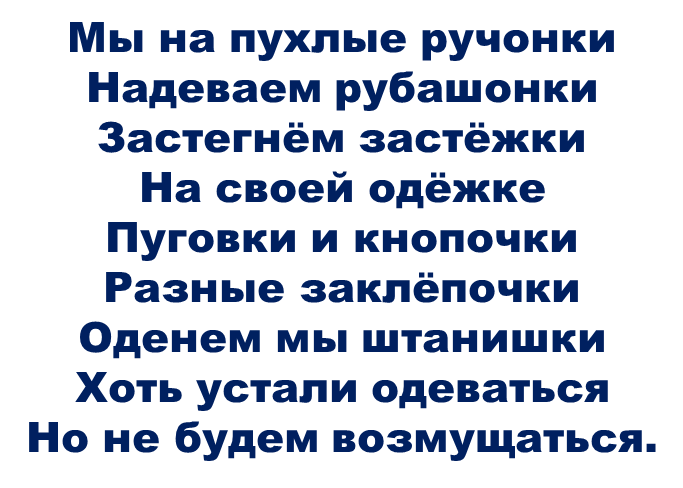 Мы на пухлые ручонки
Надеваем рубашонки
Застегнём застёжки
На своей одёжке
Пуговки и кнопочки
Разные заклёпочки
Оденем мы штанишки
Хоть устали одеваться
Но не будем возмущаться.